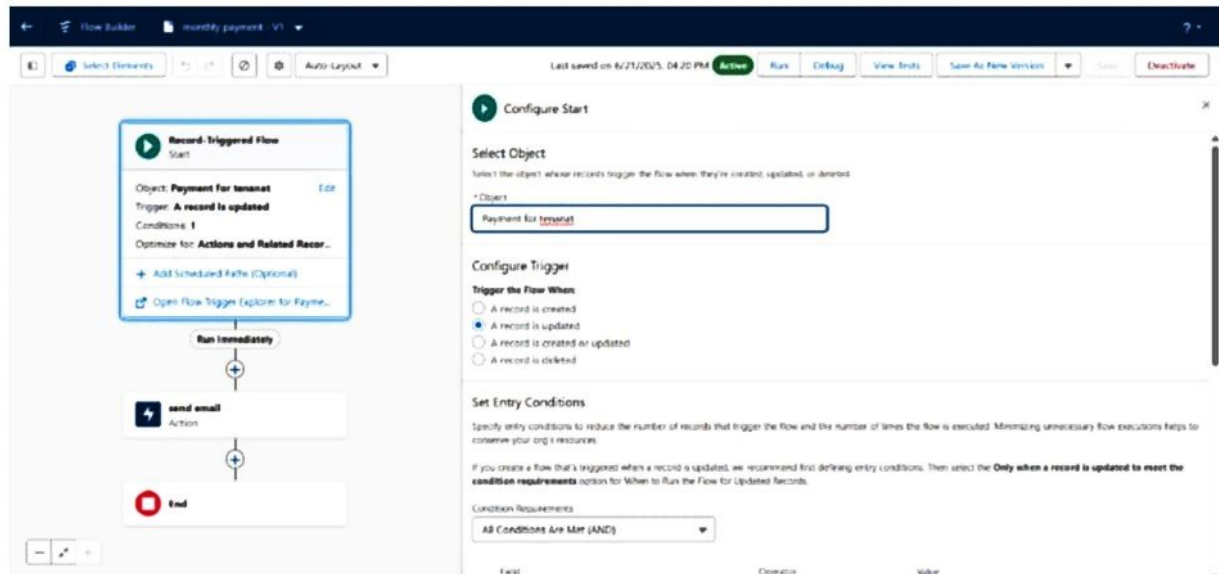 Flow Builder
monthly payment - V1
?
Select Elements
Auto-Layout
Last saved on 6/21/2025, 04:20 PM
Active
Run
Debug
View Tests
Save As New Version
Save
Deactivate
Record-Triggered Flow
Start
Object: Payment for tenanat
Edit
Trigger: A record is updated
Conditions: 1
Optimize for: Actions and Related Recor...
+ Add Scheduled Paths (Optional)
Open Flow Trigger Explorer for Payme...
Run Immediately
send email
Action
End
Configure Start
Select Object
Select the object whose records trigger the flow when they're created, updated, or deleted.
* Object
Payment for tenanat
Configure Trigger
Trigger the Flow When:
A record is created
A record is updated
A record is created or updated
A record is deleted
Set Entry Conditions
Specify entry conditions to reduce the number of records that trigger the flow and the number of times the flow is executed. Minimizing unnecessary flow executions helps to
conserve your org's resources.
If you create a flow that's triggered when a record is updated, we recommend first defining entry conditions. Then select the Only when a record is updated to meet the
condition requirements option for When to Run the Flow for Updated Records.
Condition Requirements
All Conditions Are Met (AND)
Field
Operator
Value